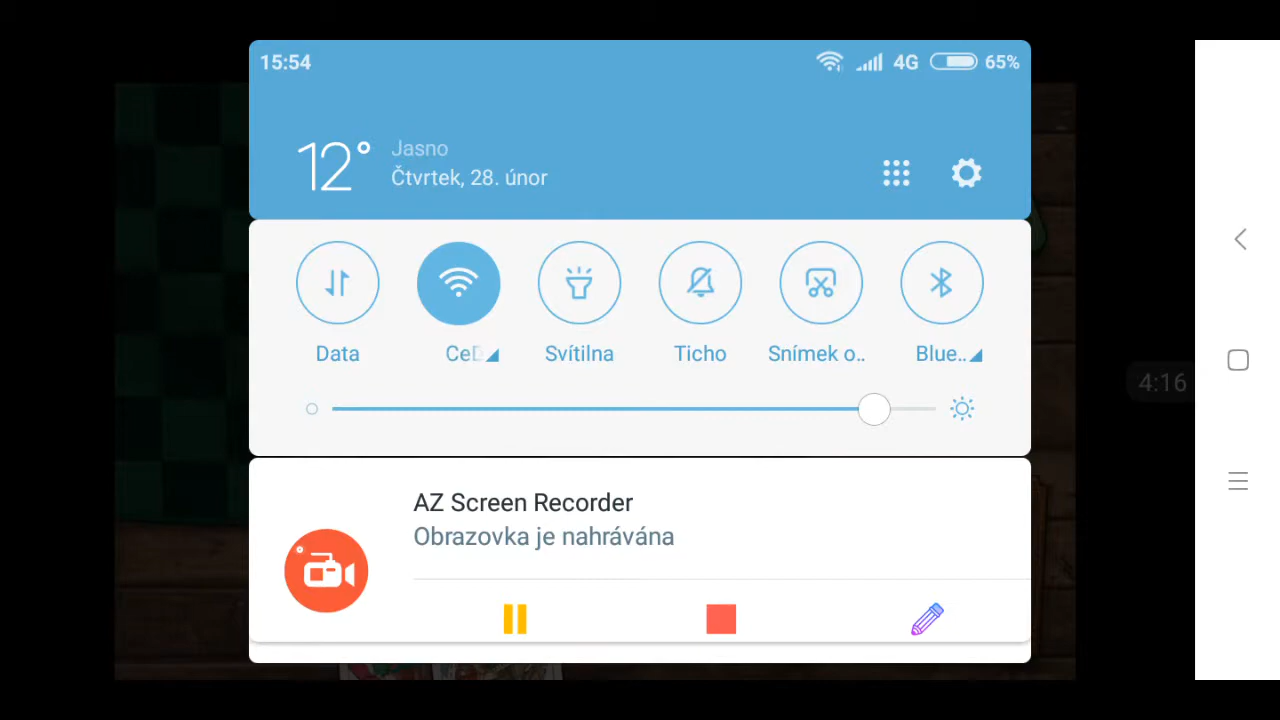 15:54
4G
65%
12°
Jasno
Čtvrtek, 28. únor
Data
Svítilna
Ticho
Snímek o..
Blue..
4:16
AZ Screen Recorder
Obrazovka je nahrávána